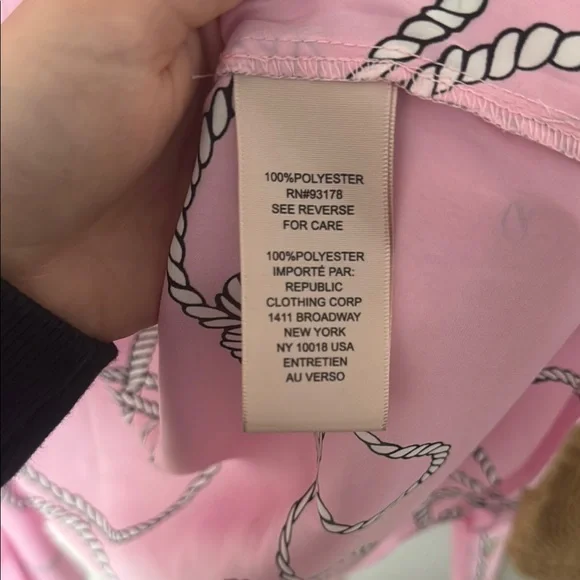 100%POLYESTER
RN#93178
SEE REVERSE
FOR CARE
100%POLYESTER
IMPORTÉ PAR:
REPUBLIC
CLOTHING CORP
1411 BROADWAY
NEW YORK
NY 10018 USA
ENTRETIEN
AU VERSO